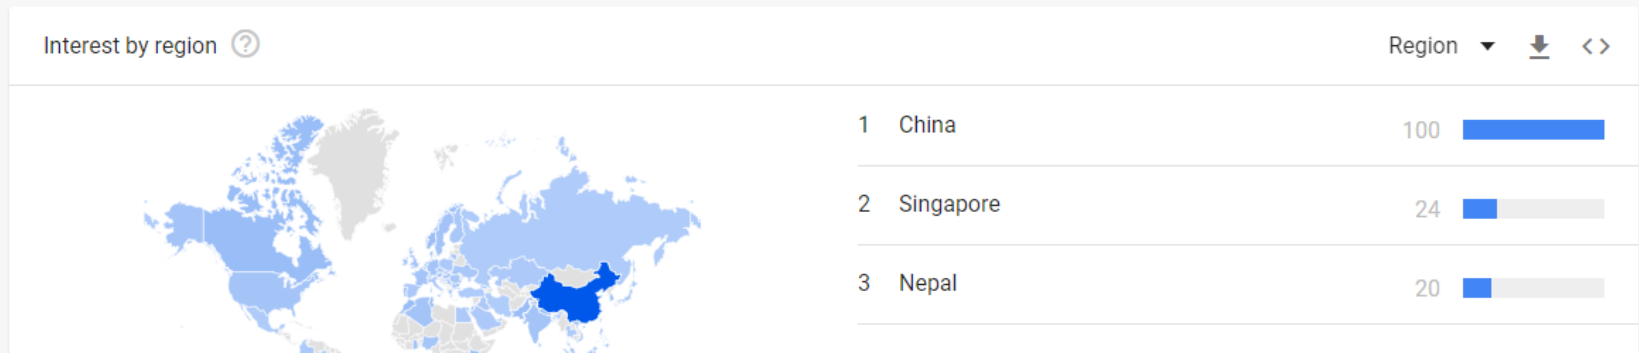 Interest by region ?
Region
1 China 100
2 Singapore 24
3 Nepal 20